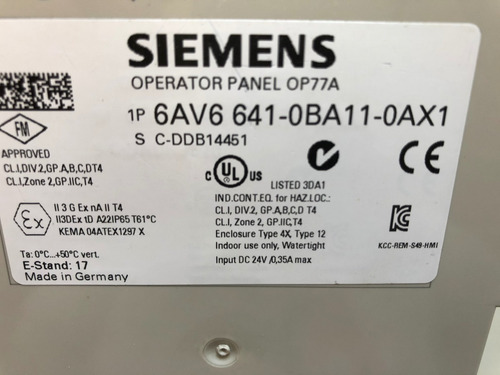 SIEMENS
OPERATOR PANEL OP77A
1P 6AV6 641-0BA11-0AX1
S C-DDB14451
FM
APPROVED
CL.I,DIV.2,GP.A,B,C,DT4
CL.I,Zone 2,GP.IIC,T4
C UL US
LISTED 3DA1
IND.CONT.EQ. for HAZ.LOC.:
CL.I, DIV.2, GP.A,B,C,D T4
CL.I, Zone 2, GP.IIC,T4
Enclosure Type 4X, Type 12
Indoor use only, Watertight
Input DC 24V /0,35A max
Ex
II 3 G Ex nA II T4
II3DEx tD A22IP65 T61°C
KEMA 04ATEX1297 X
Ta: 0°C...+50°C vert.
E-Stand: 17
Made in Germany
KCC-REM-S49-HMI